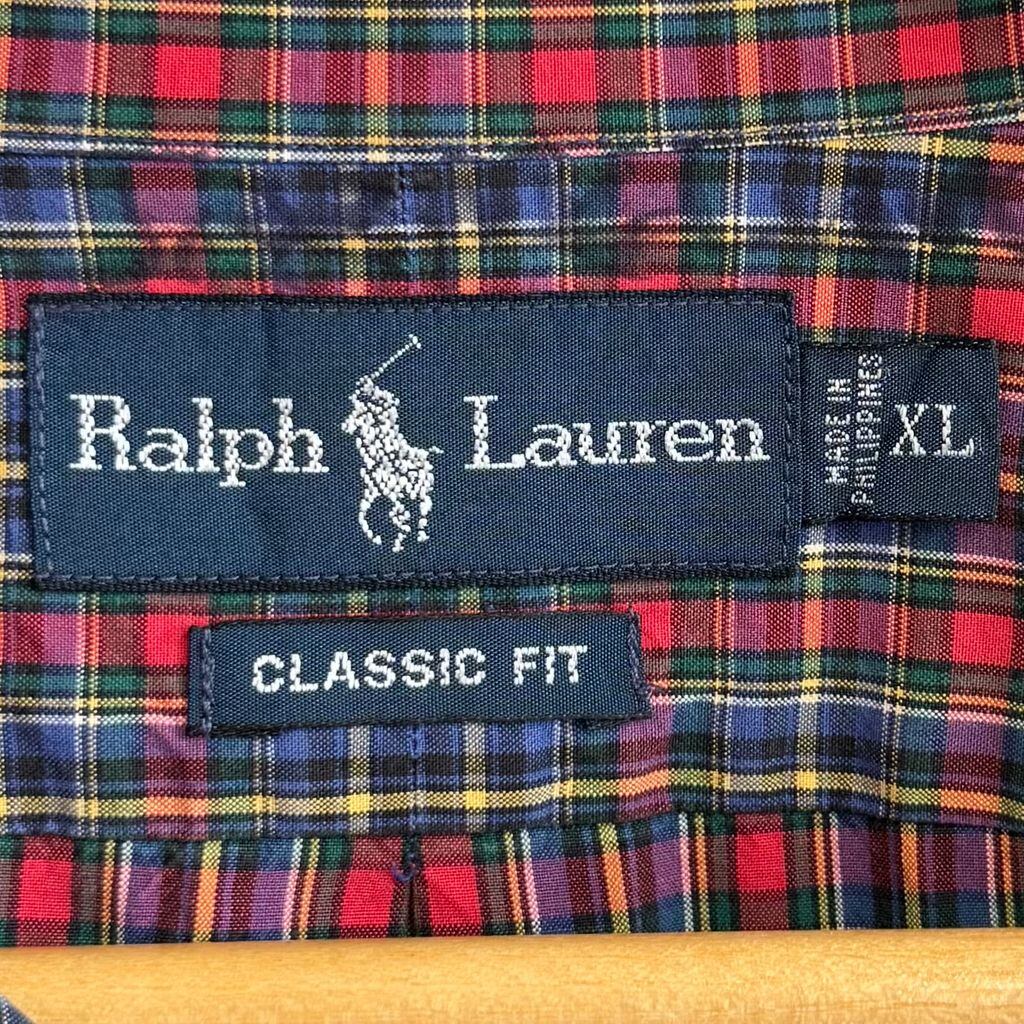 Ralph Lauren
MADE IN
PHILIPPINES
XL
CLASSIC FIT